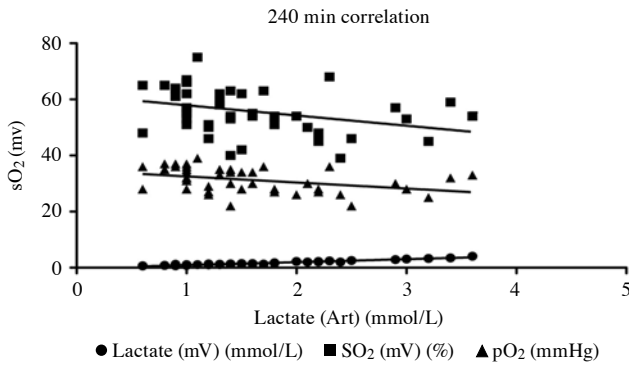 240 min correlation
80
60
40
20
0
sO₂ (mv)
0 1 2 3 4 5
Lactate (Art) (mmol/L)
Lactate (mV) (mmol/L) SO₂ (mV) (%) pO₂ (mmHg)